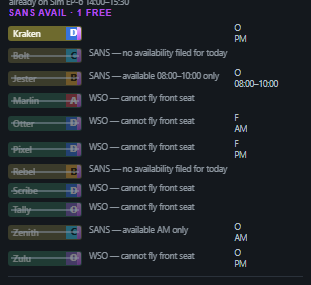 already on Sim EP-6 14:00–15:30
SANS AVAIL · 1 FREE
Kraken D O
PM
Bolt C SANS — no availability filed for today
Jester B SANS — available 08:00–10:00 only O
08:00–10:00
Marlin A WSO — cannot fly front seat
Otter D WSO — cannot fly front seat F
AM
Pixel D WSO — cannot fly front seat F
PM
Rebel B SANS — no availability filed for today
Scribe D WSO — cannot fly front seat
Tally WSO — cannot fly front seat
Zenith C SANS — available AM only O
AM
Zulu WSO — cannot fly front seat O
PM